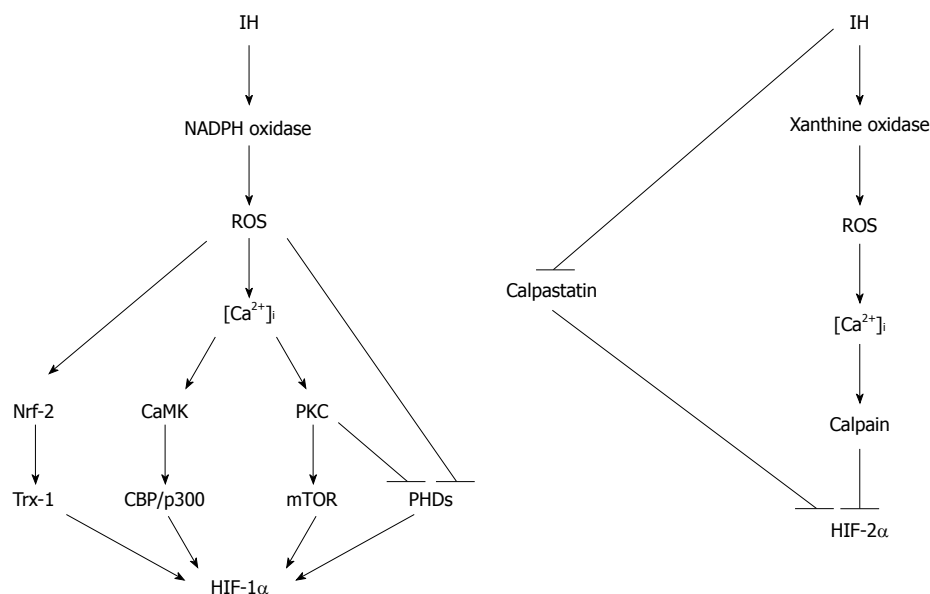 IH
NADPH oxidase
ROS
[Ca²⁺]i
Nrf-2
CaMK
PKC
Trx-1
CBP/p300
mTOR
PHDs
HIF-1α
IH
Xanthine oxidase
ROS
Calpastatin
[Ca²⁺]i
Calpain
HIF-2α